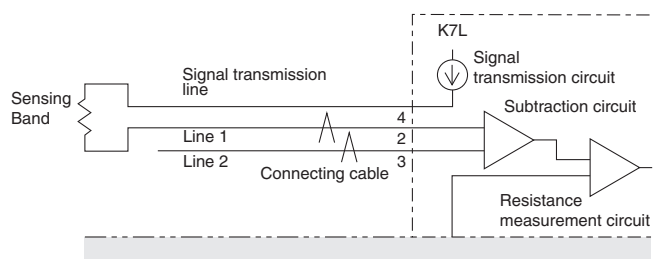 K7L
Signal
transmission circuit
Signal transmission
line
Sensing
Band
Subtraction circuit
4
Line 1
2
Line 2
3
Connecting cable
Resistance
measurement circuit